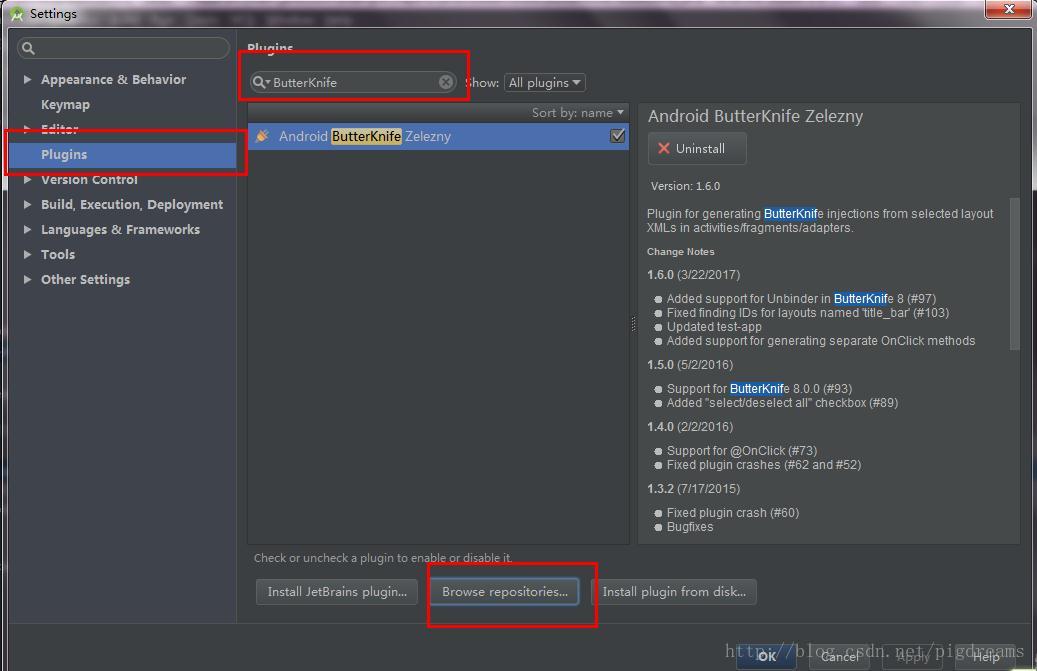 Settings
Plugins
ButterKnife
Show:
All plugins
Appearance & Behavior
Keymap
Editor
Plugins
Version Control
Build, Execution, Deployment
Languages & Frameworks
Tools
Other Settings
Sort by: name
Android ButterKnife Zelezny
Android ButterKnife Zelezny
Uninstall
Version: 1.6.0
Plugin for generating ButterKnife injections from selected layout
XMLs in activities/fragments/adapters.
Change Notes
1.6.0 (3/22/2017)
Added support for Unbinder in ButterKnife 8 (#97)
Fixed finding IDs for layouts named 'title_bar' (#103)
Updated test-app
Added support for generating separate OnClick methods
1.5.0 (5/2/2016)
Support for ButterKnife 8.0.0 (#93)
Added "select/deselect all" checkbox (#89)
1.4.0 (2/2/2016)
Support for @OnClick (#73)
Fixed plugin crashes (#62 and #52)
1.3.2 (7/17/2015)
Fixed plugin crash (#60)
Bugfixes
Check or uncheck a plugin to enable or disable it.
Install JetBrains plugin...
Browse repositories...
Install plugin from disk...
http://blog.csdn.net/pigdreams
OK
Cancel
Apply
Help